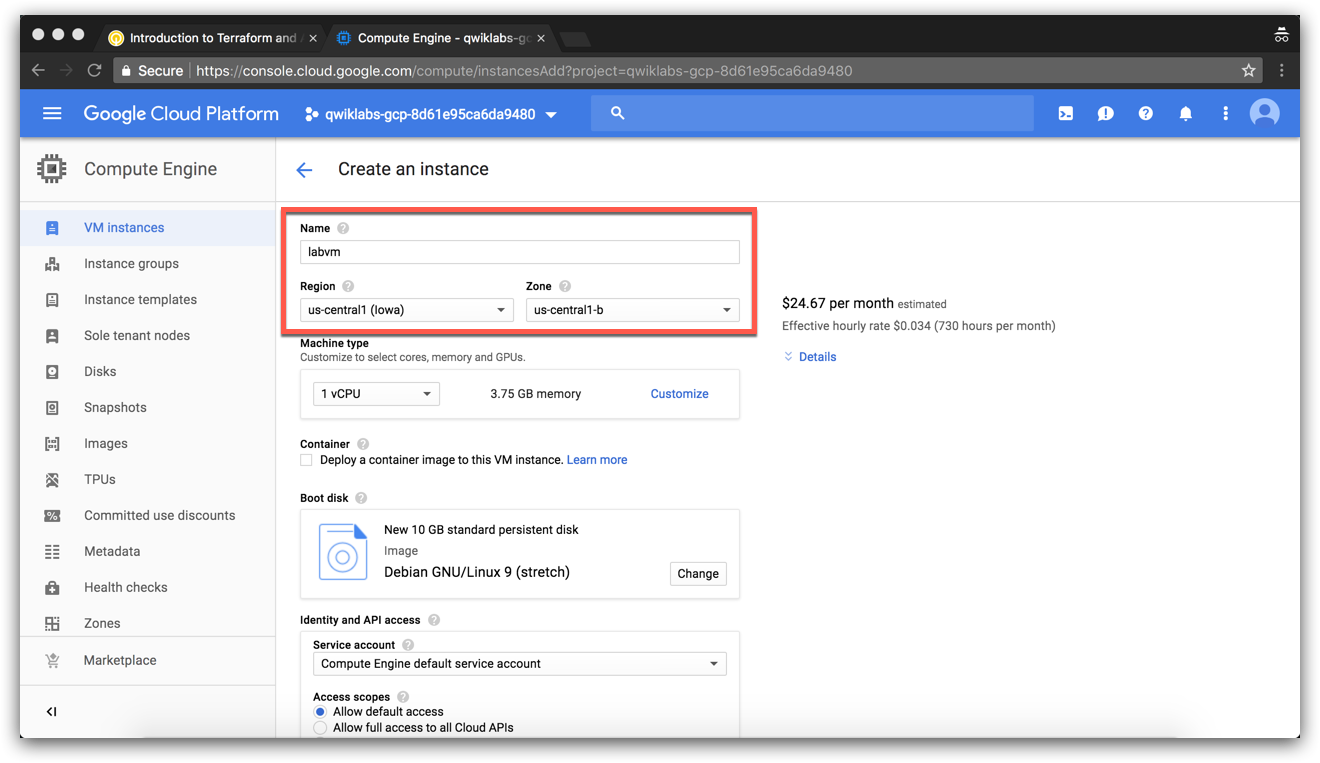 Introduction to Terraform and
Compute Engine - qwiklabs-gc
Secure https://console.cloud.google.com/compute/instancesAdd?project=qwiklabs-gcp-8d61e95ca6da9480
Google Cloud Platform
qwiklabs-gcp-8d61e95ca6da9480
Compute Engine
Create an instance
VM instances
Instance groups
Instance templates
Sole tenant nodes
Disks
Snapshots
Images
TPUs
Committed use discounts
Metadata
Health checks
Zones
Marketplace
Name
labvm
Region Zone
us-central1 (Iowa) us-central1-b
Machine type
Customize to select cores, memory and GPUs.
1 vCPU 3.75 GB memory Customize
Container
Deploy a container image to this VM instance. Learn more
Boot disk
New 10 GB standard persistent disk
Image
Debian GNU/Linux 9 (stretch)
Change
Identity and API access
Service account
Compute Engine default service account
Access scopes
Allow default access
Allow full access to all Cloud APIs
$24.67 per month estimated
Effective hourly rate $0.034 (730 hours per month)
Details